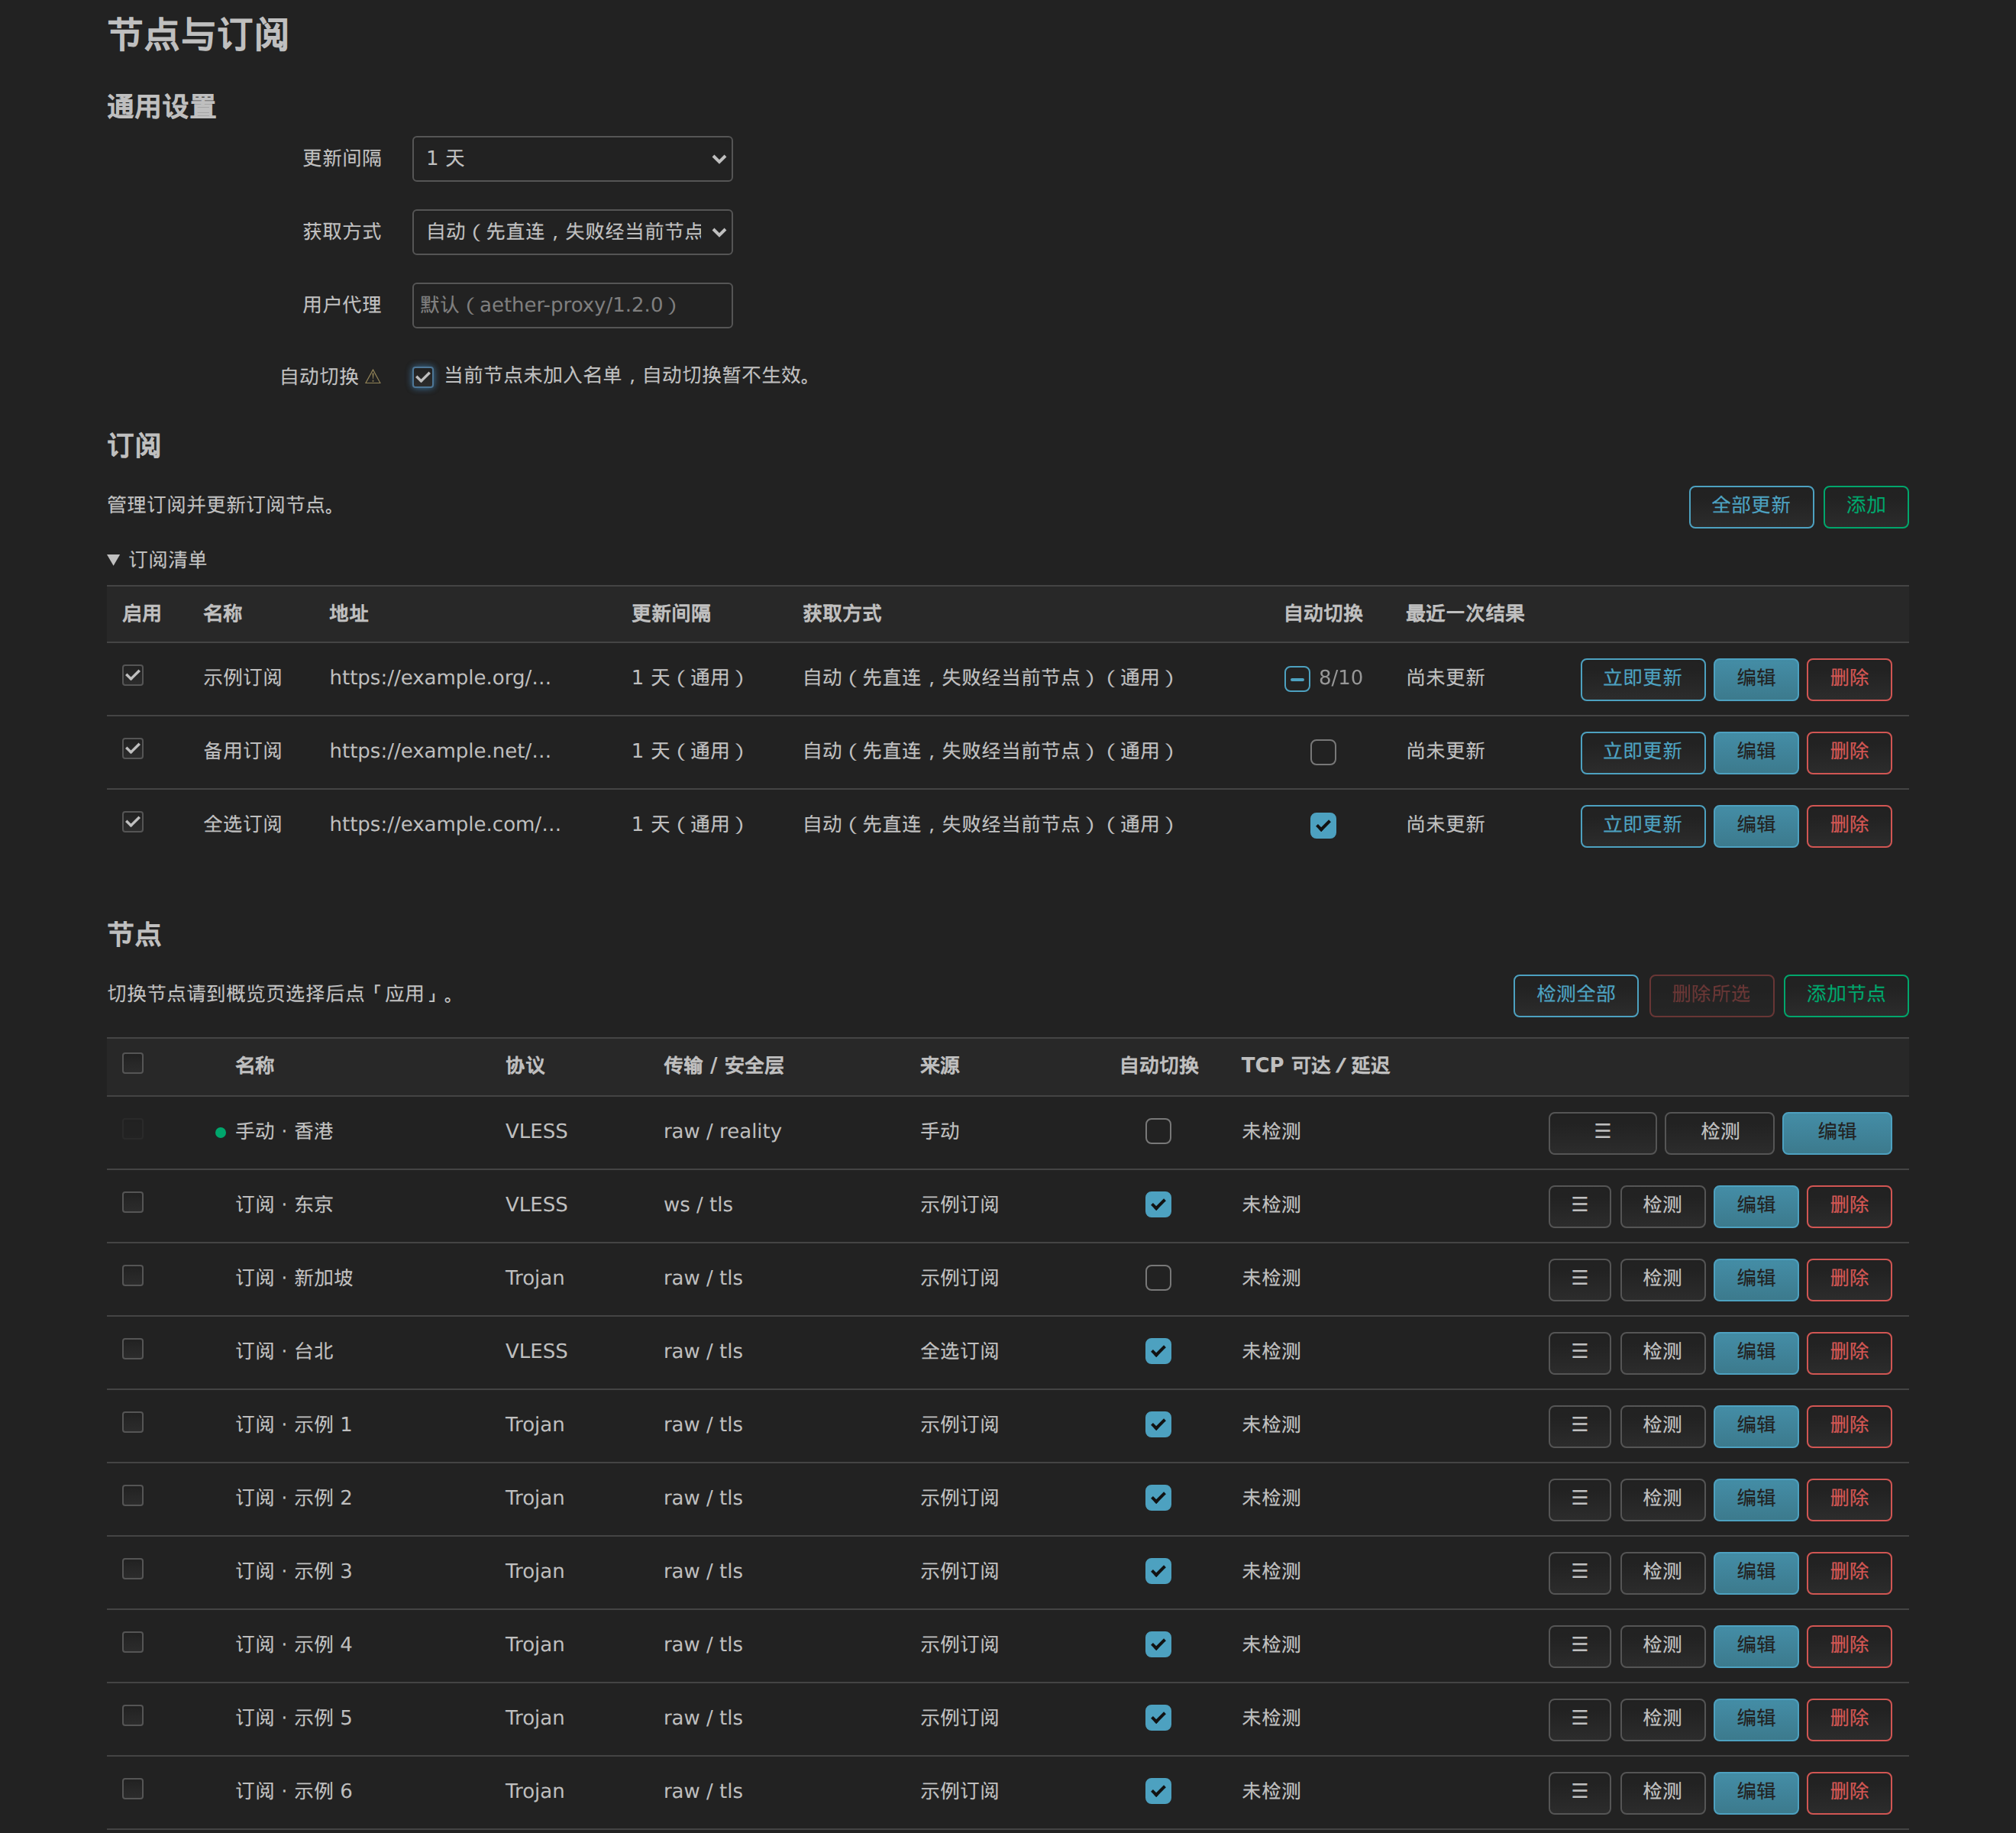 节点与订阅
通用设置
更新间隔 1 天
获取方式 自动（先直连，失败经当前节点
用户代理 默认（aether-proxy/1.2.0）
自动切换 ⚠ 当前节点未加入名单，自动切换暂不生效。
订阅
管理订阅并更新订阅节点。 全部更新 添加
▼ 订阅清单
启用 名称 地址 更新间隔 获取方式 自动切换 最近一次结果
示例订阅 https://example.org/... 1 天（通用） 自动（先直连，失败经当前节点）（通用） 8/10 尚未更新 立即更新 编辑 删除
备用订阅 https://example.net/... 1 天（通用） 自动（先直连，失败经当前节点）（通用） 尚未更新 立即更新 编辑 删除
全选订阅 https://example.com/... 1 天（通用） 自动（先直连，失败经当前节点）（通用） 尚未更新 立即更新 编辑 删除
节点
切换节点请到概览页选择后点「应用」。 检测全部 删除所选 添加节点
名称 协议 传输 / 安全层 来源 自动切换 TCP 可达 / 延迟
手动 · 香港 VLESS raw / reality 手动 未检测 ☰ 检测 编辑
订阅 · 东京 VLESS ws / tls 示例订阅 未检测 ☰ 检测 编辑 删除
订阅 · 新加坡 Trojan raw / tls 示例订阅 未检测 ☰ 检测 编辑 删除
订阅 · 台北 VLESS raw / tls 全选订阅 未检测 ☰ 检测 编辑 删除
订阅 · 示例 1 Trojan raw / tls 示例订阅 未检测 ☰ 检测 编辑 删除
订阅 · 示例 2 Trojan raw / tls 示例订阅 未检测 ☰ 检测 编辑 删除
订阅 · 示例 3 Trojan raw / tls 示例订阅 未检测 ☰ 检测 编辑 删除
订阅 · 示例 4 Trojan raw / tls 示例订阅 未检测 ☰ 检测 编辑 删除
订阅 · 示例 5 Trojan raw / tls 示例订阅 未检测 ☰ 检测 编辑 删除
订阅 · 示例 6 Trojan raw / tls 示例订阅 未检测 ☰ 检测 编辑 删除